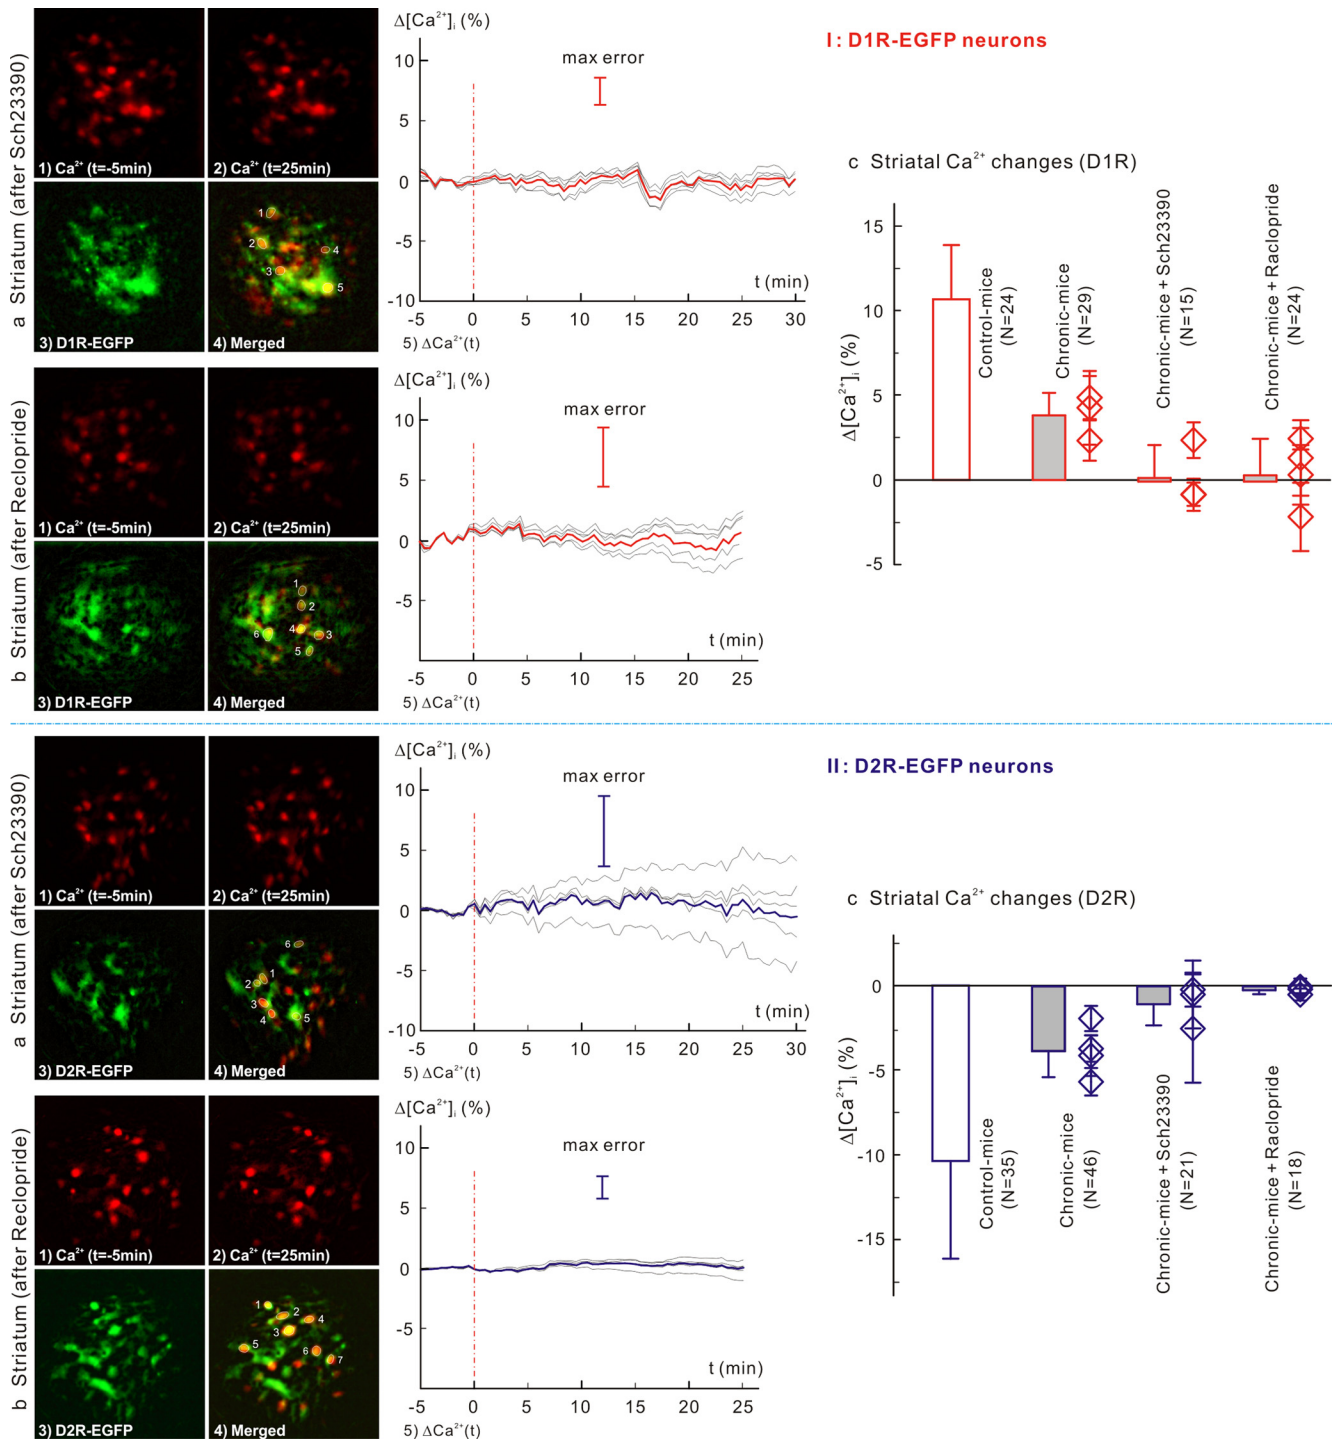 I: D1R-EGFP neurons
a Striatum (after Sch23390)
1) Ca²⁺ (t=-5min)
2) Ca²⁺ (t=25min)
3) D1R-EGFP
4) Merged
1
2
3
4
5
Δ[Ca²⁺]ᵢ (%)
max error
10
5
0
-5
-10
t (min)
-5 0 5 10 15 20 25 30
5) ΔCa²⁺(t)
b Striatum (after Reclopride)
1) Ca²⁺ (t=-5min)
2) Ca²⁺ (t=25min)
3) D1R-EGFP
4) Merged
1
2
3
4
5
6
Δ[Ca²⁺]ᵢ (%)
max error
10
5
0
-5
t (min)
-5 0 5 10 15 20 25
5) ΔCa²⁺(t)
c Striatal Ca²⁺ changes (D1R)
Δ[Ca²⁺]ᵢ (%)
15
10
5
0
-5
Control-mice
(N=24)
Chronic-mice
(N=29)
Chronic-mice + Sch23390
(N=15)
Chronic-mice + Raclopride
(N=24)
II: D2R-EGFP neurons
a Striatum (after Sch23390)
1) Ca²⁺ (t=-5min)
2) Ca²⁺ (t=25min)
3) D2R-EGFP
4) Merged
6
1
2
3
4
5
Δ[Ca²⁺]ᵢ (%)
max error
10
5
0
-5
-10
t (min)
-5 0 5 10 15 20 25 30
5) ΔCa²⁺(t)
b Striatum (after Reclopride)
1) Ca²⁺ (t=-5min)
2) Ca²⁺ (t=25min)
3) D2R-EGFP
4) Merged
1
2
3
4
5
6
7
Δ[Ca²⁺]ᵢ (%)
max error
10
5
0
-5
t (min)
-5 0 5 10 15 20 25
5) ΔCa²⁺(t)
c Striatal Ca²⁺ changes (D2R)
Δ[Ca²⁺]ᵢ (%)
0
-5
-10
-15
Control-mice
(N=35)
Chronic-mice
(N=46)
Chronic-mice + Sch23390
(N=21)
Chronic-mice + Raclopride
(N=18)